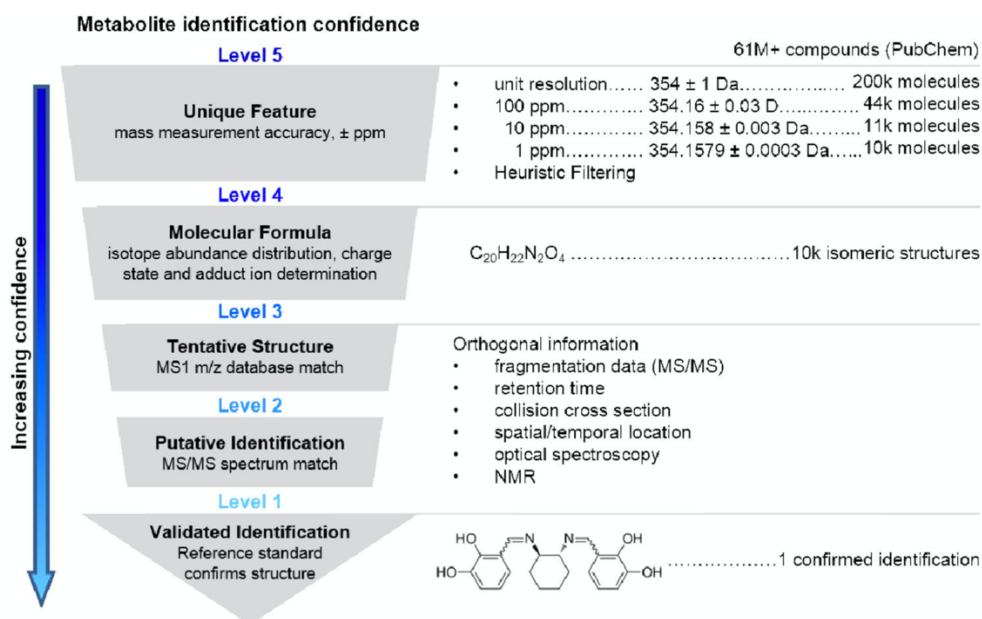 Metabolite identification confidence
Level 5
61M+ compounds (PubChem)
Unique Feature
mass measurement accuracy, ± ppm
• unit resolution...... 354 ± 1 Da.................. 200k molecules
• 100 ppm............. 354.16 ± 0.03 D............... 44k molecules
• 10 ppm............. 354.158 ± 0.003 Da......... 11k molecules
• 1 ppm............. 354.1579 ± 0.0003 Da...... 10k molecules
• Heuristic Filtering
Level 4
Molecular Formula
isotope abundance distribution, charge
state and adduct ion determination
C₂₀H₂₂N₂O₄ ..................................... 10k isomeric structures
Level 3
Tentative Structure
MS1 m/z database match
Orthogonal information
• fragmentation data (MS/MS)
• retention time
• collision cross section
• spatial/temporal location
• optical spectroscopy
• NMR
Level 2
Putative Identification
MS/MS spectrum match
Level 1
Validated Identification
Reference standard
confirms structure
HO
HO
N
N
OH
OH
..................1 confirmed identification
Increasing confidence